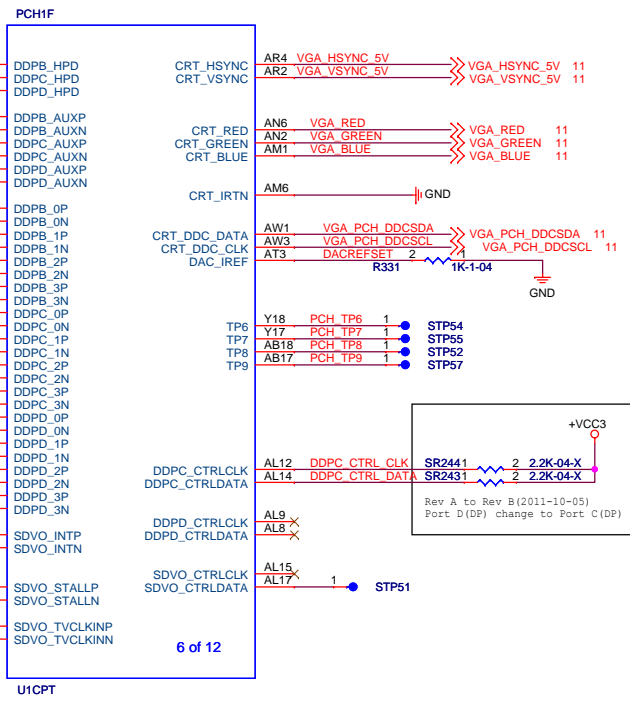 PCH1F
DDPB_HPD CRT_HSYNC AR4 VGA_HSYNC_5V VGA_HSYNC_5V 11
DDPC_HPD CRT_VSYNC AR2 VGA_VSYNC_5V VGA_VSYNC_5V 11
DDPD_HPD
DDPB_AUXP
DDPB_AUXN CRT_RED AN6 VGA_RED VGA_RED 11
DDPC_AUXP CRT_GREEN AN2 VGA_GREEN VGA_GREEN 11
DDPC_AUXN CRT_BLUE AM1 VGA_BLUE VGA_BLUE 11
DDPD_AUXP
DDPD_AUXN
CRT_IRTN AM6 GND
DDPB_0P
DDPB_0N
DDPB_1P CRT_DDC_DATA AW1 VGA_PCH_DDCSDA VGA_PCH_DDCSDA 11
DDPB_1N CRT_DDC_CLK AW3 VGA_PCH_DDCSCL VGA_PCH_DDCSCL 11
DDPB_2P DAC_IREF AT3 DACREFSET 2 1
R331 1K-1-04
DDPB_2N
DDPB_3P
GND
DDPB_3N
DDPC_0P
DDPC_0N TP6 Y18 PCH_TP6 1 STP54
DDPC_1P TP7 Y17 PCH_TP7 1 STP55
DDPC_1N TP8 AB18 PCH_TP8 1 STP52
DDPC_2P TP9 AB17 PCH_TP9 1 STP57
DDPC_2N
DDPC_3P
DDPC_3N
DDPD_0P
DDPD_0N
+VCC3
DDPD_1P
DDPD_1N
DDPD_2P DDPC_CTRLCLK AL12 DDPC_CTRL_CLK SR244 1 2 2.2K-04-X
DDPD_2N DDPC_CTRLDATA AL14 DDPC_CTRL_DATA SR243 1 2 2.2K-04-X
DDPD_3P
DDPD_3N
Rev A to Rev B(2011-10-05)
Port D(DP) change to Port C(DP)
DDPD_CTRLCLK AL9
SDVO_INTP DDPD_CTRLDATA AL8
SDVO_INTN
SDVO_CTRLCLK AL15
SDVO_STALLP SDVO_CTRLDATA AL17 1 STP51
SDVO_STALLN
SDVO_TVCLKINP
SDVO_TVCLKINN
6 of 12
U1CPT